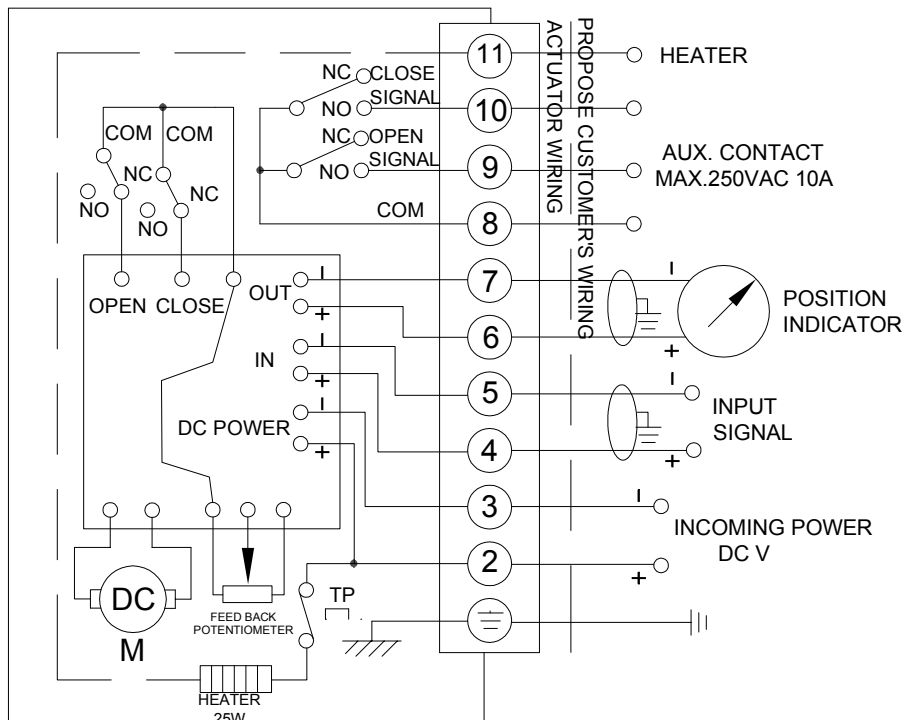 11
HEATER
NC
CLOSE
SIGNAL
NO
10
NC
OPEN
SIGNAL
NO
9
AUX. CONTACT
MAX.250VAC 10A
COM
8
ACTUATOR WIRING
PROPOSE CUSTOMER'S WIRING
COM
COM
NC
NO
NO
OPEN
CLOSE
OUT
-
+
7
-
POSITION
INDICATOR
6
+
IN
-
+
5
-
INPUT
SIGNAL
4
+
DC POWER
-
+
3
-
INCOMING POWER
DC V
2
+
DC
M
FEED BACK
POTENTIOMETER
TP
HEATER
25W